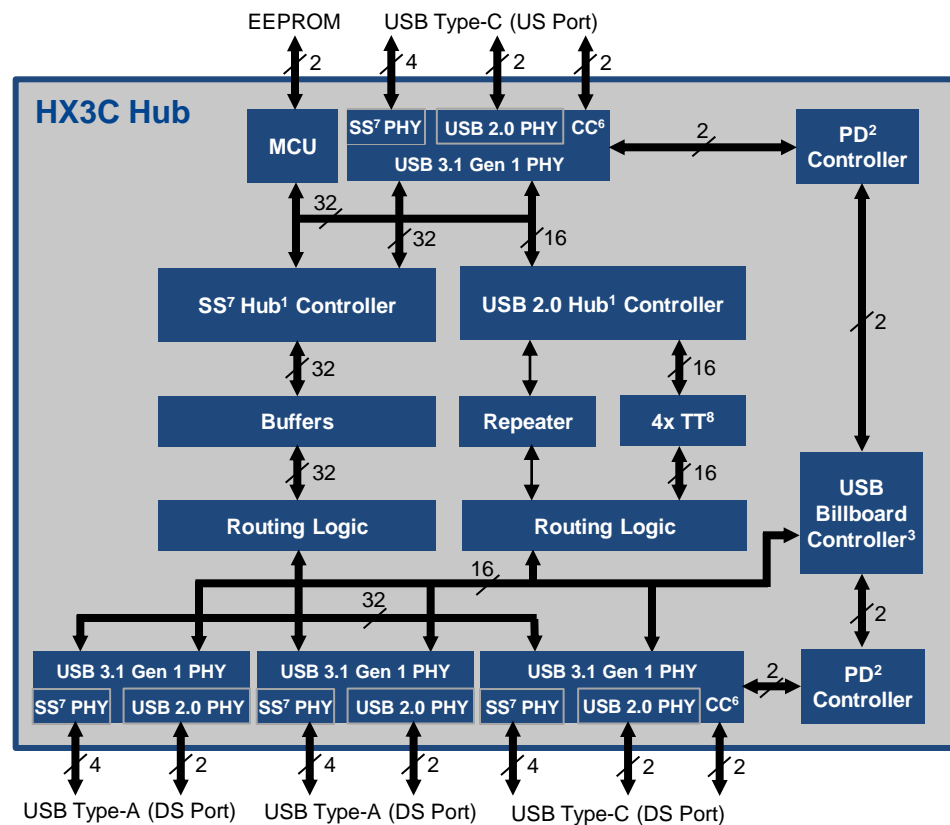 EEPROM
USB Type-C (US Port)
2
4
2
2
HX3C Hub
MCU
SS⁷ PHY
USB 2.0 PHY
CC⁶
USB 3.1 Gen 1 PHY
2
PD²
Controller
32
32
16
SS⁷ Hub¹ Controller
USB 2.0 Hub¹ Controller
2
32
16
Buffers
Repeater
4x TT⁸
32
16
Routing Logic
Routing Logic
USB
Billboard
Controller³
16
32
2
USB 3.1 Gen 1 PHY
SS⁷ PHY
USB 2.0 PHY
USB 3.1 Gen 1 PHY
SS⁷ PHY
USB 2.0 PHY
USB 3.1 Gen 1 PHY
SS⁷ PHY
USB 2.0 PHY
CC⁶
2
PD²
Controller
4
2
4
2
4
2
2
USB Type-A (DS Port)
USB Type-A (DS Port)
USB Type-C (DS Port)